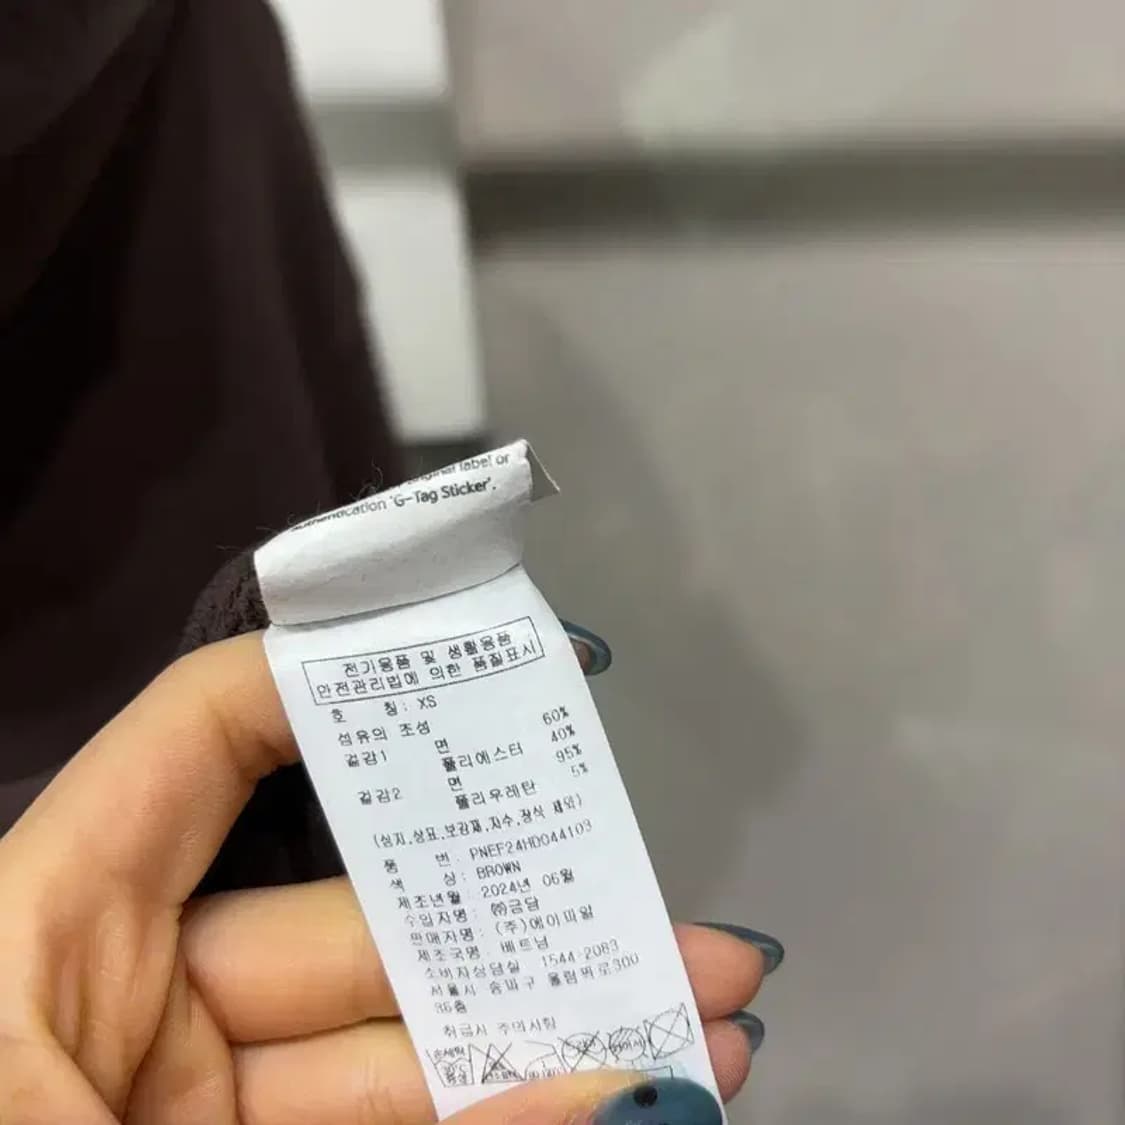 original label or
authentication 'G-Tag Sticker'.
전기용품 및 생활용품
안전관리법에 의한 품질표시
호 칭: XS
섬유의 조성
겉감1 면 60%
폴리에스터 40%
겉감2 면 95%
폴리우레탄 5%
(심지,상표,보강재,자수,장식 제외)
품 번: PNEF24HD044103
색 상: BROWN
제조년월: 2024년 06월
수입자명: ㈜금담
판매자명: (주)에이피알
제조국명: 베트남
소비자상담실 1544-2083
서울시 송파구 올림픽로300
36층
취급시 주의사항
손세탁
30℃
중성